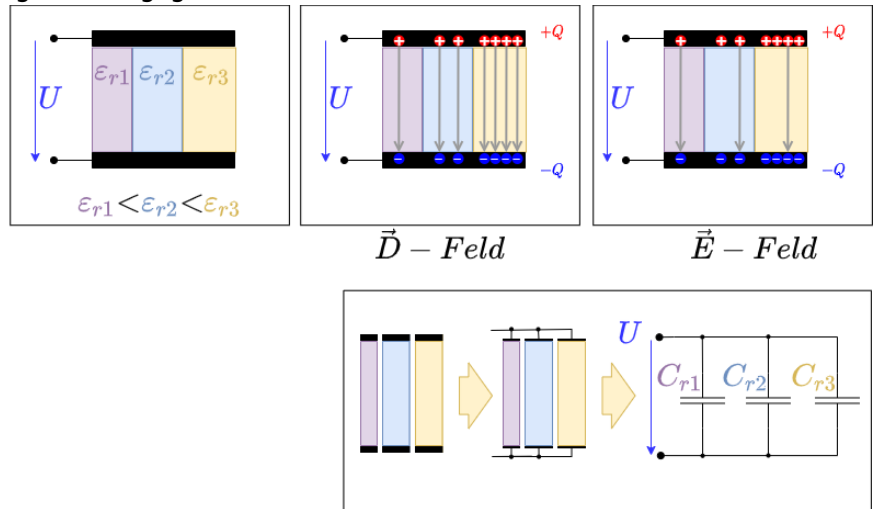 U
εr1 εr2 εr3
εr1<εr2<εr3
U
+Q
−Q
D⃗ − Feld
U
+Q
−Q
E⃗ − Feld
U
Cr1 Cr2 Cr3